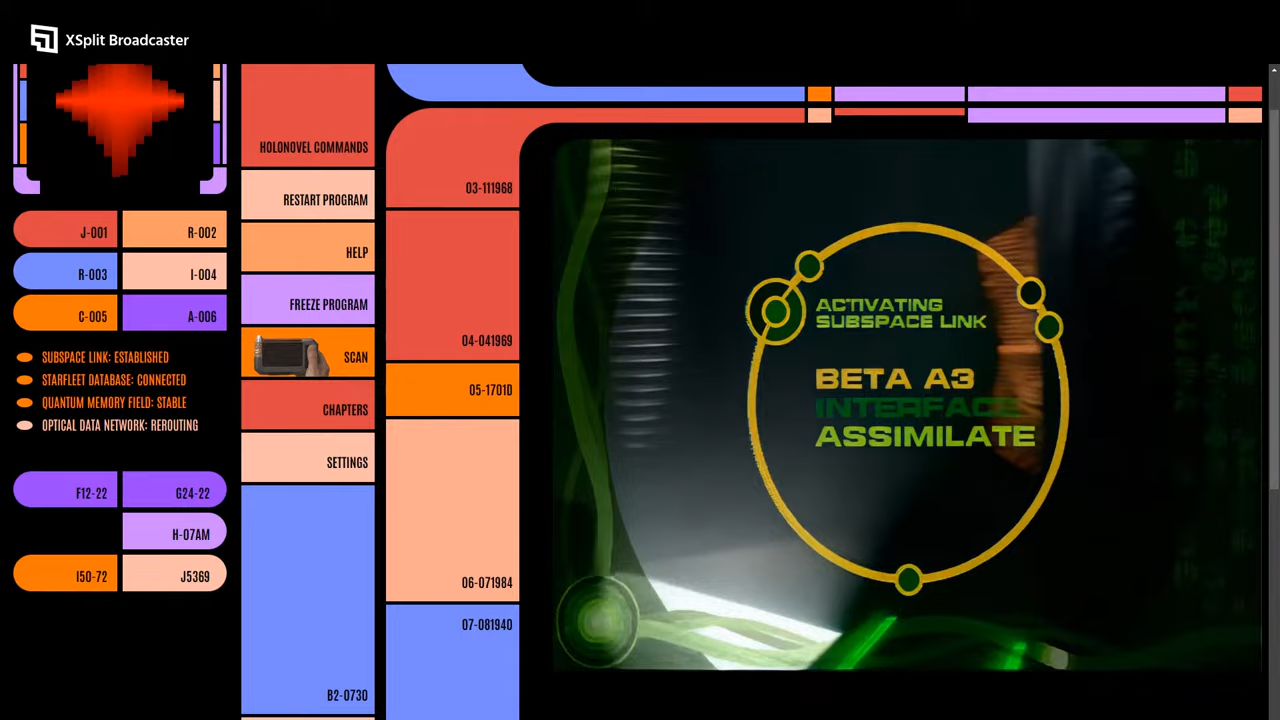 XSplit Broadcaster
J-001
R-002
R-003
I-004
C-005
A-006
SUBSPACE LINK: ESTABLISHED
STARFLEET DATABASE: CONNECTED
QUANTUM MEMORY FIELD: STABLE
OPTICAL DATA NETWORK: REROUTING
F12-22
G24-22
H-07AM
I50-72
J5369
HOLONOVEL COMMANDS
RESTART PROGRAM
HELP
FREEZE PROGRAM
SCAN
CHAPTERS
SETTINGS
B2-0730
03-111968
04-041969
05-1701D
06-071984
07-081940
ACTIVATING
SUBSPACE LINK
BETA A3
INTERFACE
ASSIMILATE